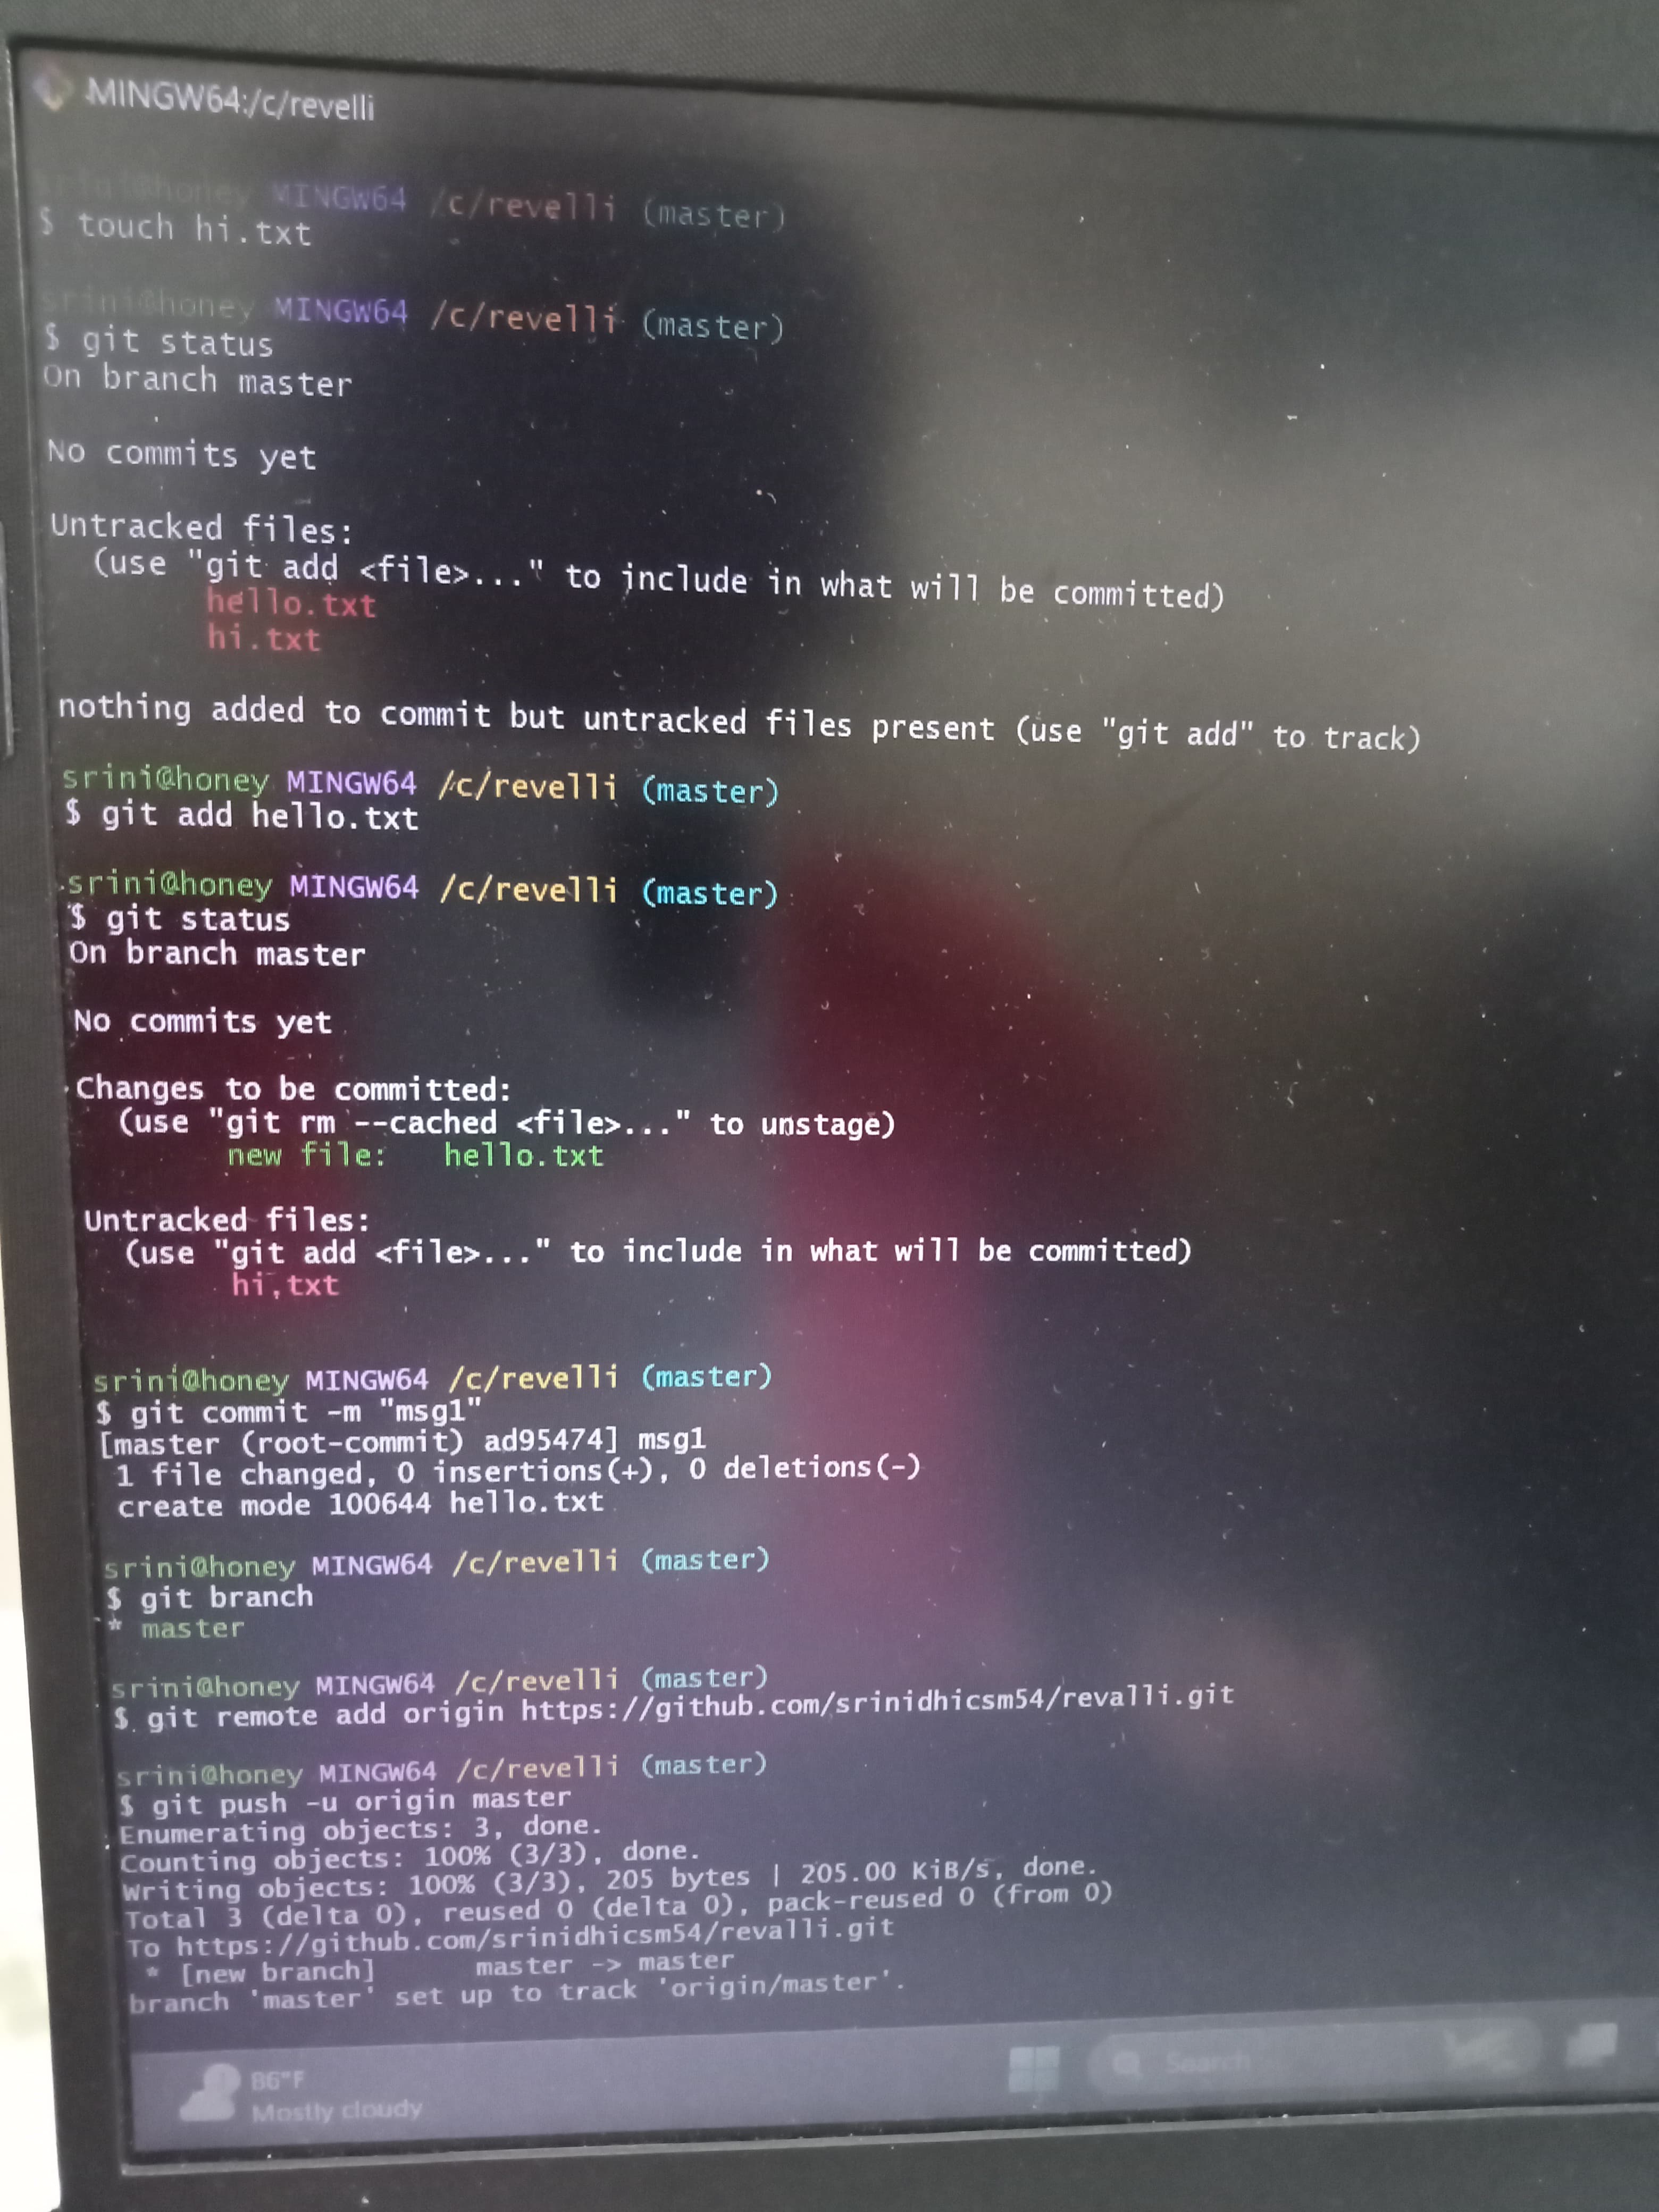 MINGW64:/c/revelli
srini@honey MINGW64 /c/revelli (master)
$ touch hi.txt
srini@honey MINGW64 /c/revelli (master)
$ git status
On branch master
No commits yet
Untracked files:
(use "git add <file>..." to include in what will be committed)
hello.txt
hi.txt
nothing added to commit but untracked files present (use "git add" to track)
srini@honey MINGW64 /c/revelli (master)
$ git add hello.txt
srini@honey MINGW64 /c/revelli (master)
$ git status
On branch master
No commits yet
Changes to be committed:
(use "git rm --cached <file>..." to unstage)
new file:   hello.txt
Untracked files:
(use "git add <file>..." to include in what will be committed)
hi.txt
srini@honey MINGW64 /c/revelli (master)
$ git commit -m "msg1"
[master (root-commit) ad95474] msg1
1 file changed, 0 insertions(+), 0 deletions(-)
create mode 100644 hello.txt
srini@honey MINGW64 /c/revelli (master)
$ git branch
* master
srini@honey MINGW64 /c/revelli (master)
$ git remote add origin https://github.com/srinidhicsm54/revalli.git
srini@honey MINGW64 /c/revelli (master)
$ git push -u origin master
Enumerating objects: 3, done.
Counting objects: 100% (3/3), done.
Writing objects: 100% (3/3), 205 bytes | 205.00 KiB/s, done.
Total 3 (delta 0), reused 0 (delta 0), pack-reused 0 (from 0)
To https://github.com/srinidhicsm54/revalli.git
* [new branch]      master -> master
branch 'master' set up to track 'origin/master'.
86°F
Mostly cloudy
Search